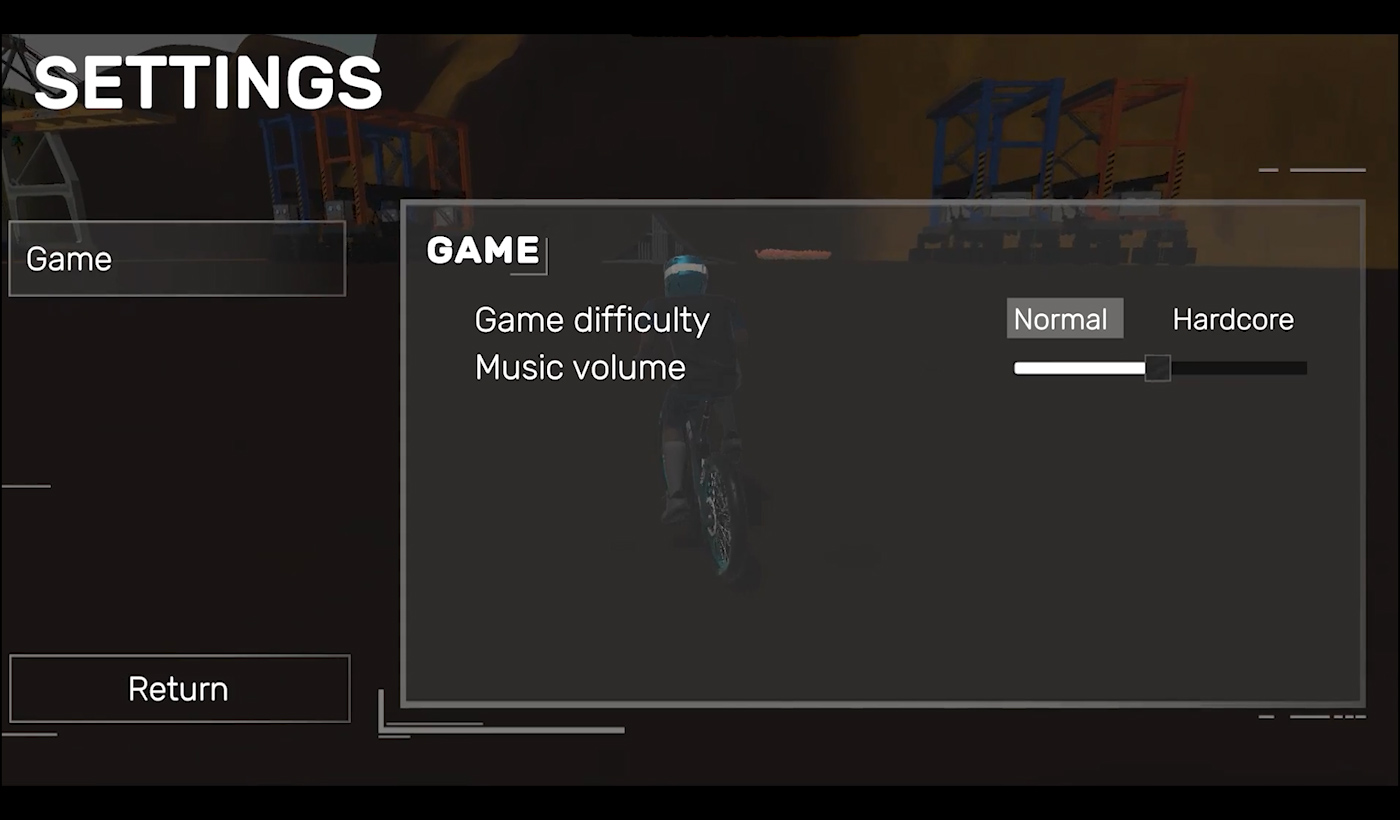 SETTINGS
Game
GAME
Game difficulty
Normal
Hardcore
Music volume
Return